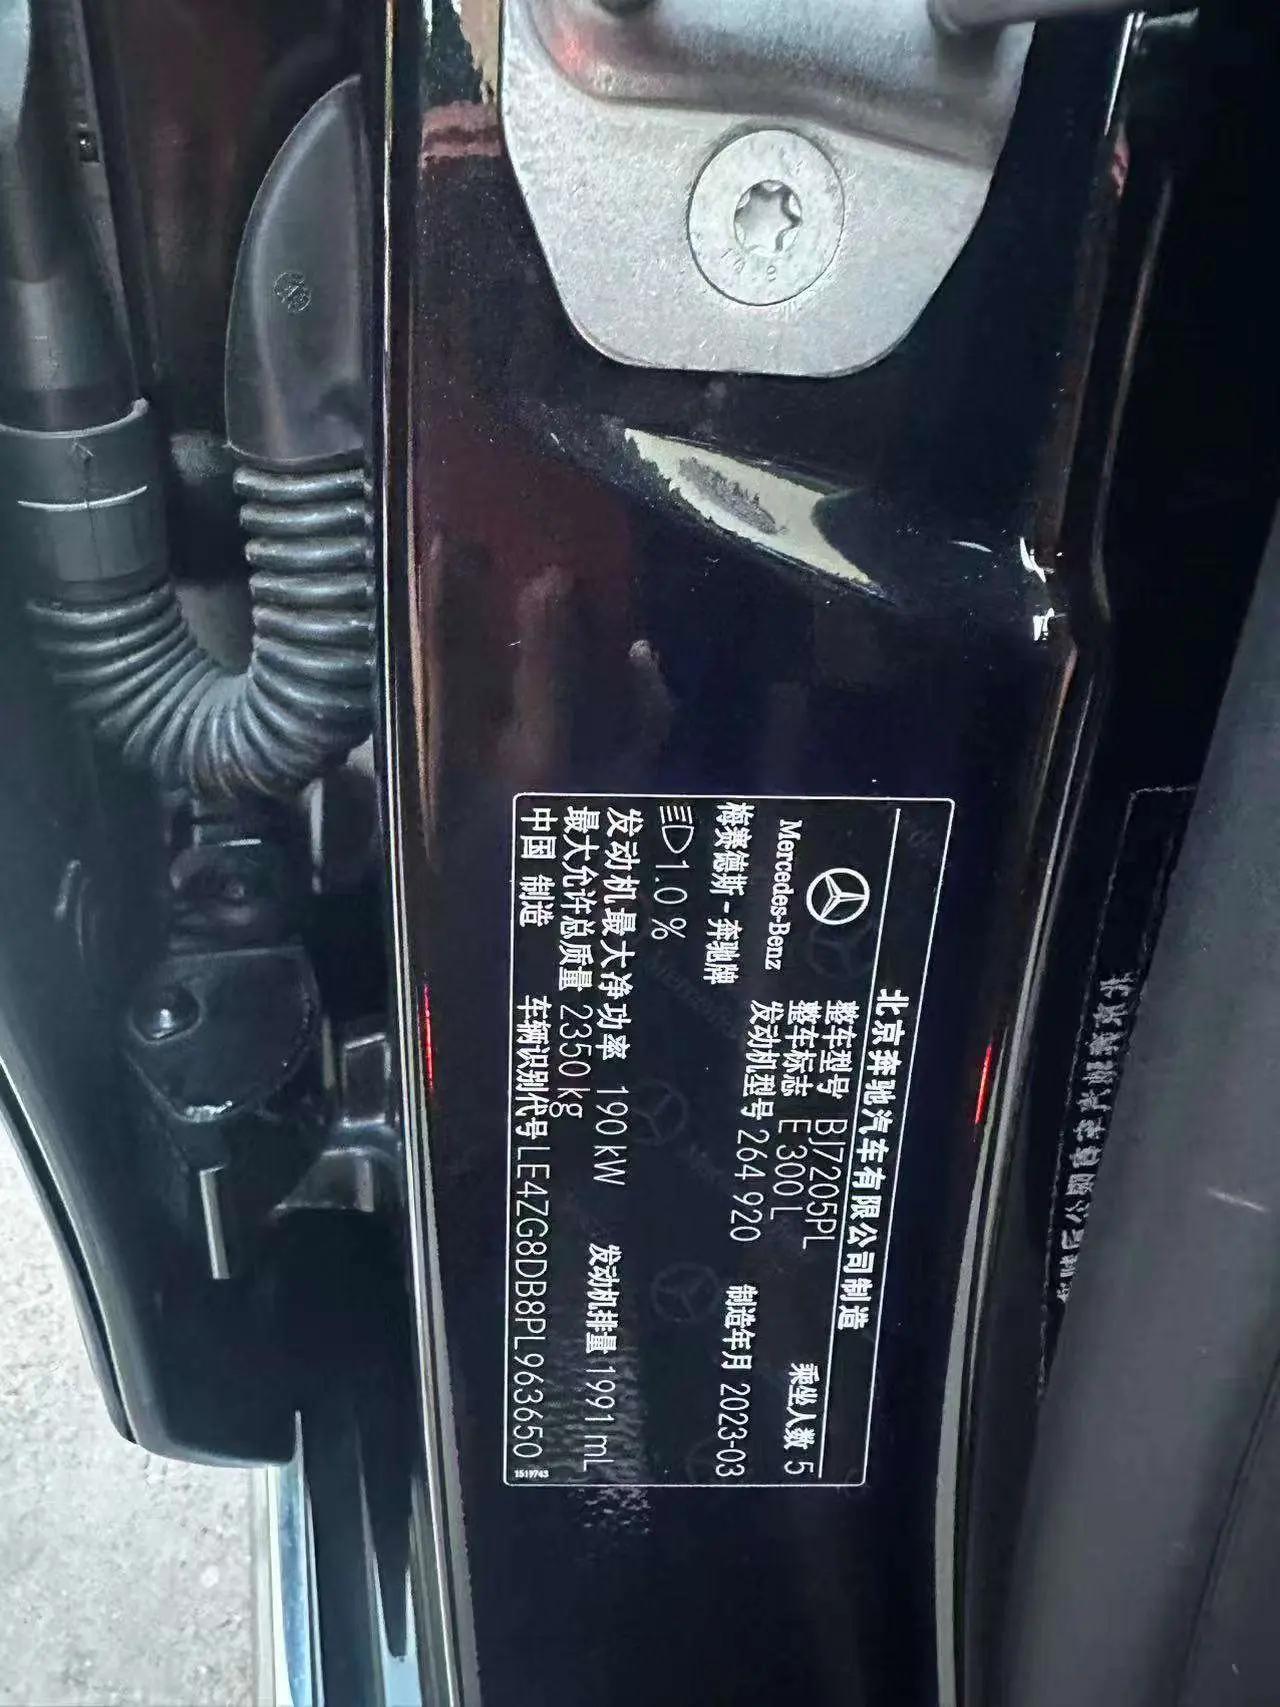 北京奔驰汽车有限公司制造
Mercedes-Benz
梅赛德斯-奔驰牌
整车型号 BJ7205PL
整车标志 E 300 L 乘坐人数 5
发动机型号 264 920 制造年月 2023-03
1.0 %
发动机最大净功率 190 kW 发动机排量 1991 mL
最大允许总质量 2350 kg
中国 制造 车辆识别代号 LE4ZG8DB8PL963650
1519743